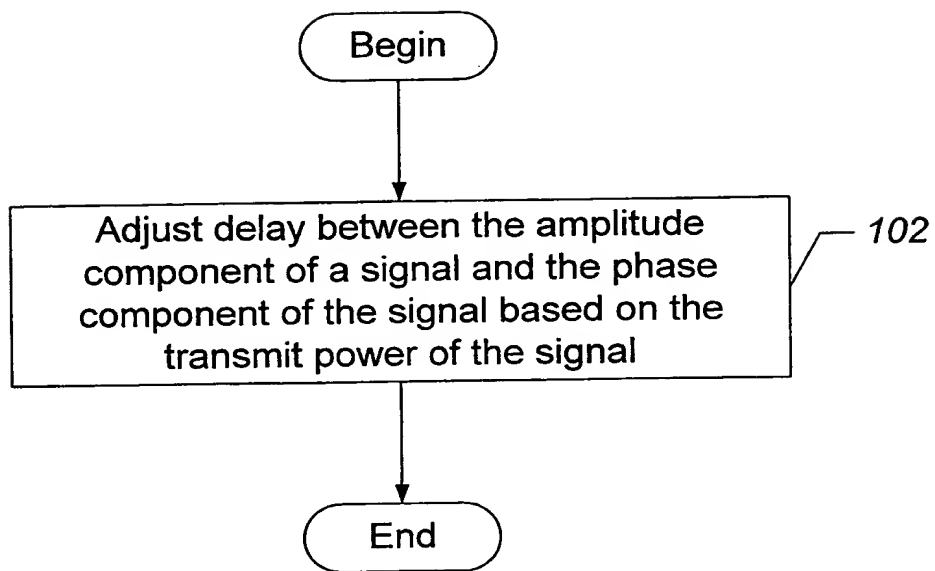 Begin
Adjust delay between the amplitude
component of a signal and the phase
component of the signal based on the
transmit power of the signal
102
End